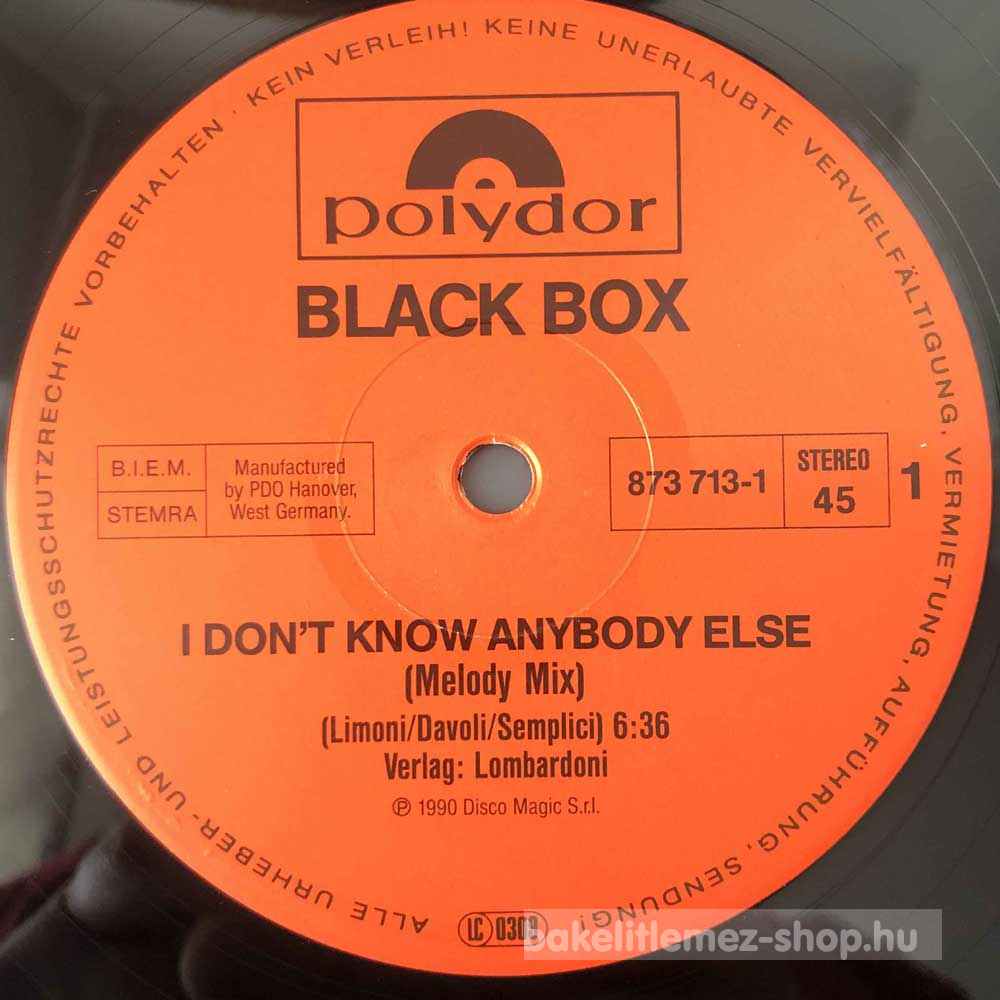 ALLE URHEBER- UND LEISTUNGSSCHUTZRECHTE VORBEHALTEN · KEIN VERLEIH! KEINE UNERLAUBTE VERVIELFÄLTIGUNG, VERMIETUNG, AUFFÜHRUNG, SENDUNG!
polydor
BLACK BOX
B.I.E.M.
STEMRA
Manufactured
by PDO Hanover,
West Germany.
873 713-1
STEREO
45
1
I DON'T KNOW ANYBODY ELSE
(Melody Mix)
(Limoni/Davoli/Semplici) 6:36
Verlag: Lombardoni
℗ 1990 Disco Magic S.r.l.
LC 0309
bakelitlemez-shop.hu